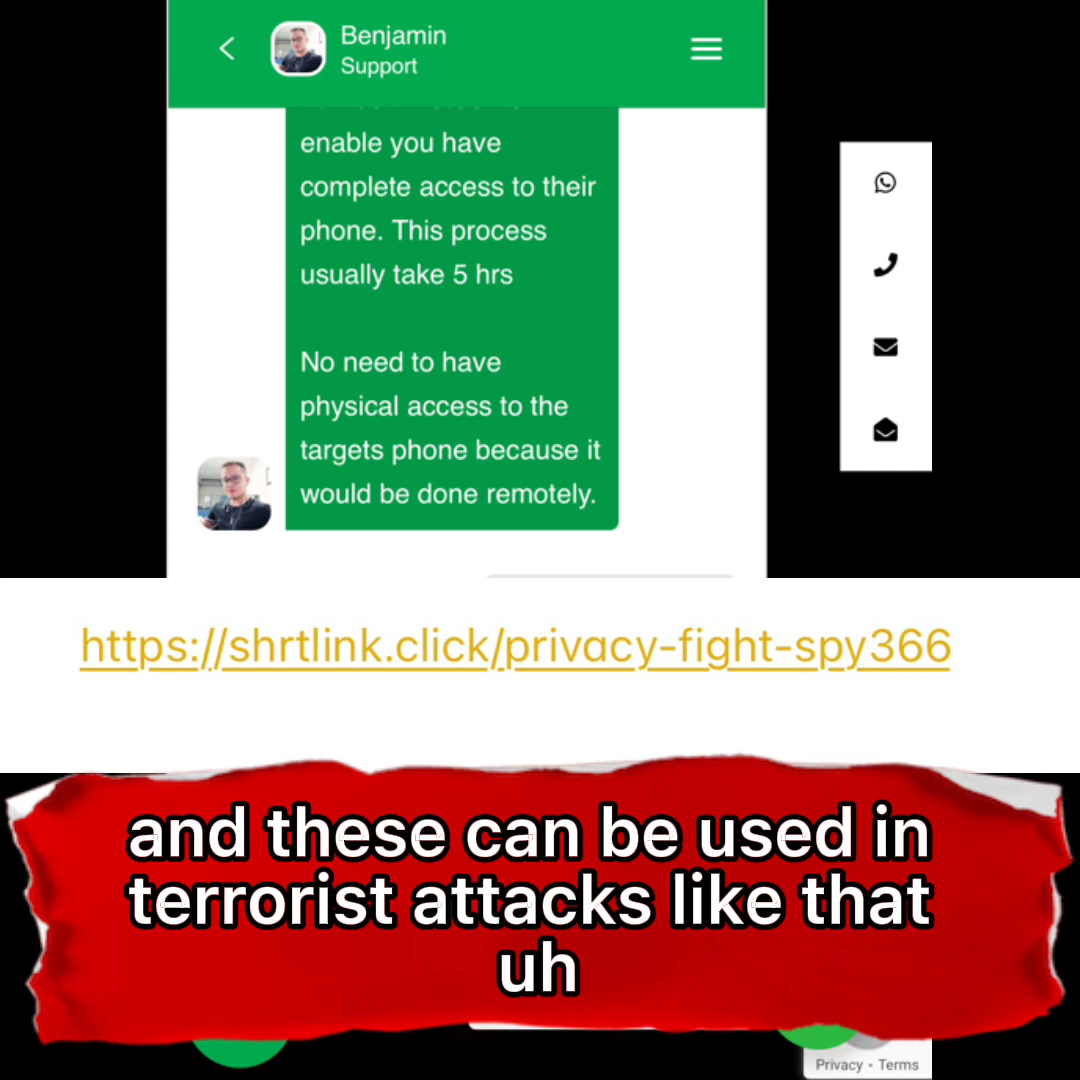 Benjamin
Support
enable you have
complete access to their
phone. This process
usually take 5 hrs
No need to have
physical access to the
targets phone because it
would be done remotely.
https://shrtlink.click/privacy-fight-spy366
and these can be used in
terrorist attacks like that
uh
Privacy - Terms